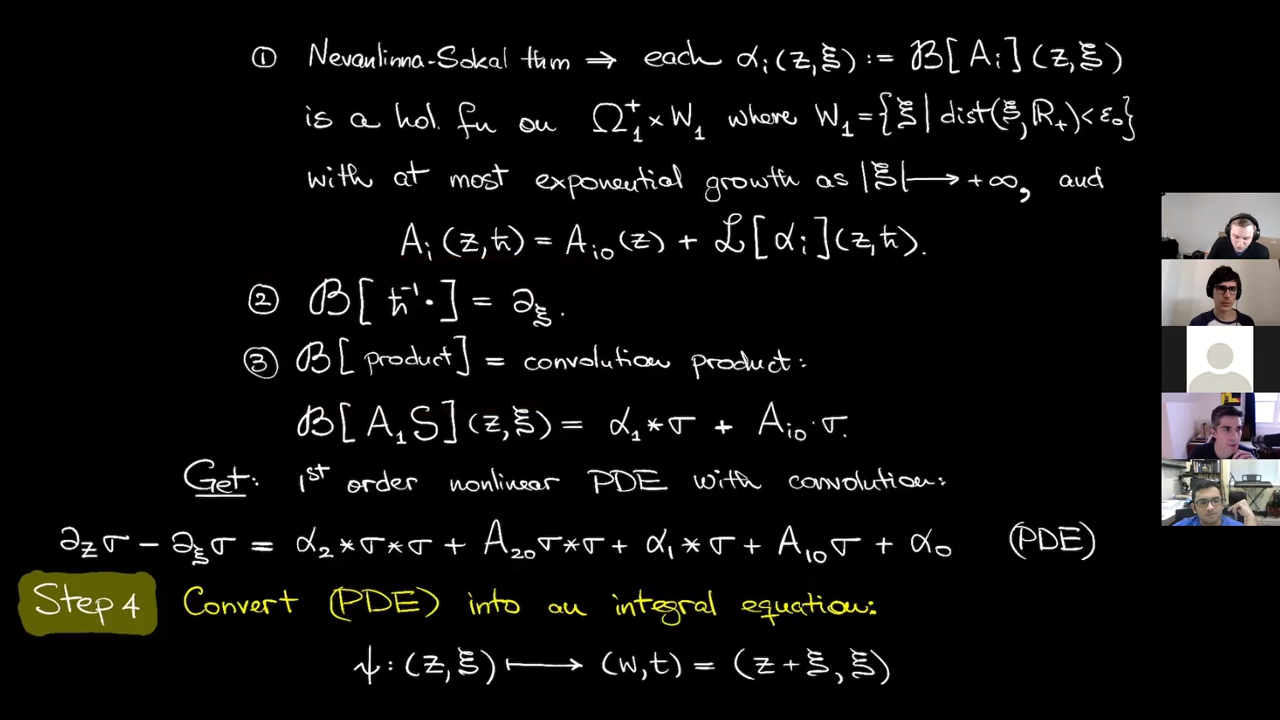 ① Nevanlinna-Sokal thm ⇒ each αᵢ(z,ξ) := ℬ[Aᵢ](z,ξ)
is a hol. fn on Ω₁⁺ × W₁ where W₁ = {ξ | dist(ξ, ℝ₊) < ε₀}
with at most exponential growth as |ξ| ⟶ +∞, and
Aᵢ(z,ħ) = Aᵢ₀(z) + ℒ[αᵢ](z,ħ).
② ℬ[ħ⁻¹·] = ∂_ξ.
③ ℬ[product] = convolution product:
ℬ[A₁S](z,ξ) = α₁*σ + Aᵢ₀·σ.
Get: 1ˢᵗ order nonlinear PDE with convolution:
∂_zσ − ∂_ξσ = α₂*σ*σ + A₂₀σ*σ + α₁*σ + A₁₀σ + α₀ (PDE)
Step 4 Convert (PDE) into an integral equation:
ψ: (z,ξ) ⟼ (w,t) = (z+ξ, ξ)